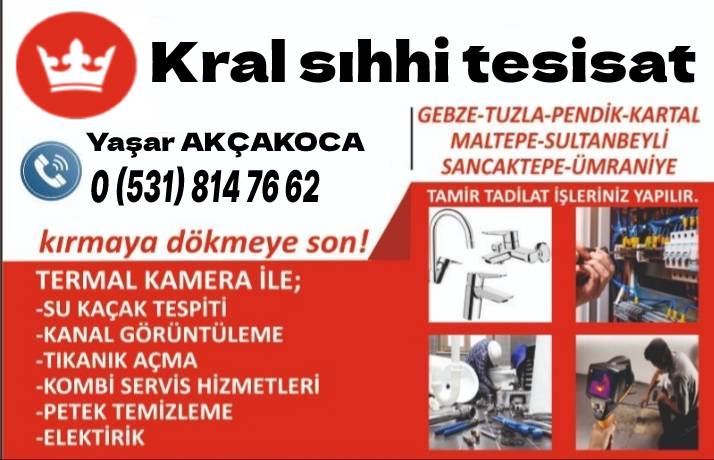 Kral sıhhi tesisat
Yaşar AKÇAKOCA
0 (531) 814 76 62
GEBZE-TUZLA-PENDİK-KARTAL
MALTEPE-SULTANBEYLİ
SANCAKTEPE-ÜMRANİYE
TAMİR TADİLAT İŞLERİNİZ YAPILIR.
kırmaya dökmeye son!
TERMAL KAMERA İLE;
-SU KAÇAK TESPİTİ
-KANAL GÖRÜNTÜLEME
-TIKANIK AÇMA
-KOMBİ SERVİS HİZMETLERİ
-PETEK TEMİZLEME
-ELEKTİRİK